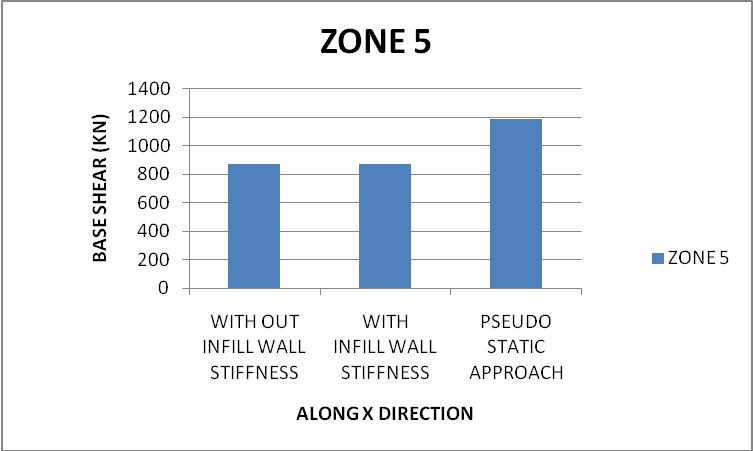 ZONE 5
BASE SHEAR (KN)
1400
1200
1000
800
600
400
200
0
WITH OUT
INFILL WALL
STIFFNESS
WITH
INFILL WALL
STIFFNESS
PSEUDO
STATIC
APPROACH
ALONG X DIRECTION
ZONE 5